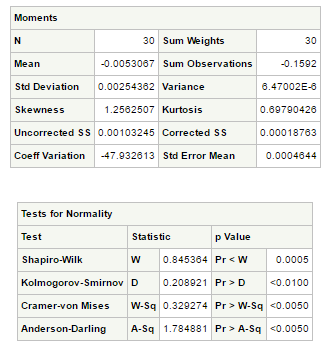 Moments
N 30 Sum Weights 30
Mean -0.0053067 Sum Observations -0.1592
Std Deviation 0.00254362 Variance 6.47002E-6
Skewness 1.2562507 Kurtosis 0.69790426
Uncorrected SS 0.00103245 Corrected SS 0.00018763
Coeff Variation -47.932613 Std Error Mean 0.0004644
Tests for Normality
Test Statistic p Value
Shapiro-Wilk W 0.845364 Pr < W 0.0005
Kolmogorov-Smirnov D 0.208921 Pr > D <0.0100
Cramer-von Mises W-Sq 0.329274 Pr > W-Sq <0.0050
Anderson-Darling A-Sq 1.784881 Pr > A-Sq <0.0050